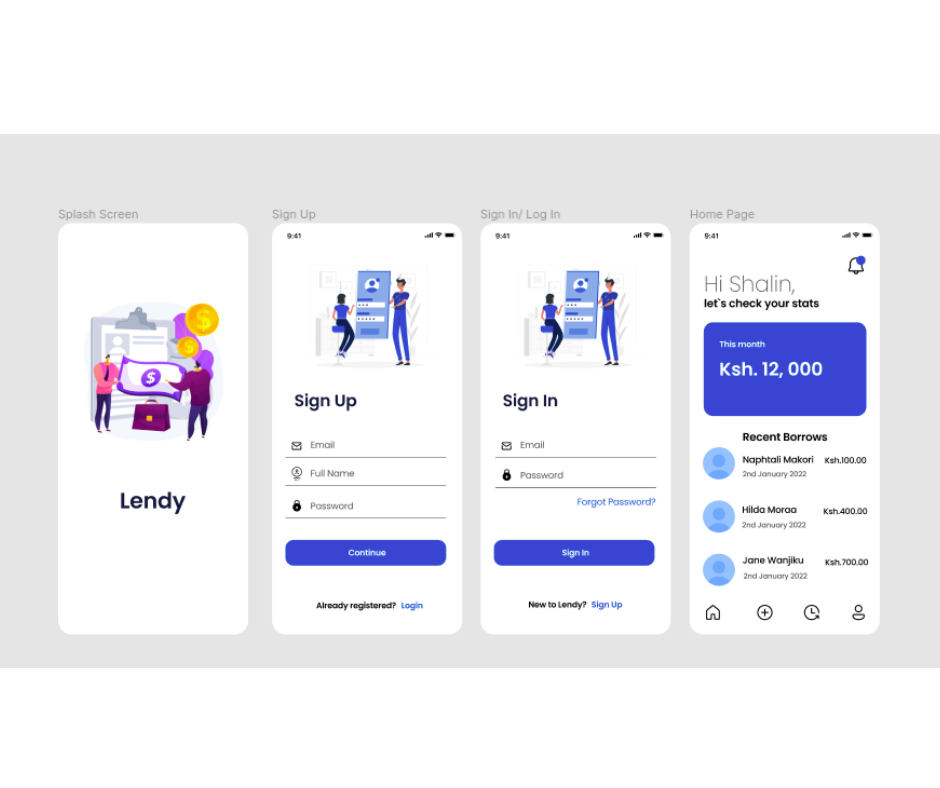 Splash Screen
Lendy
Sign Up
9:41
Sign Up
Email
Full Name
Password
Continue
Already registered? Login
Sign In/ Log In
9:41
Sign In
Email
Password
Forgot Password?
Sign In
New to Lendy? Sign Up
Home Page
9:41
Hi Shalin,
let`s check your stats
This month
Ksh. 12, 000
Recent Borrows
Naphtali Makori Ksh.100.00
2nd January 2022
Hilda Moraa Ksh.400.00
2nd January 2022
Jane Wanjiku Ksh.700.00
2nd January 2022